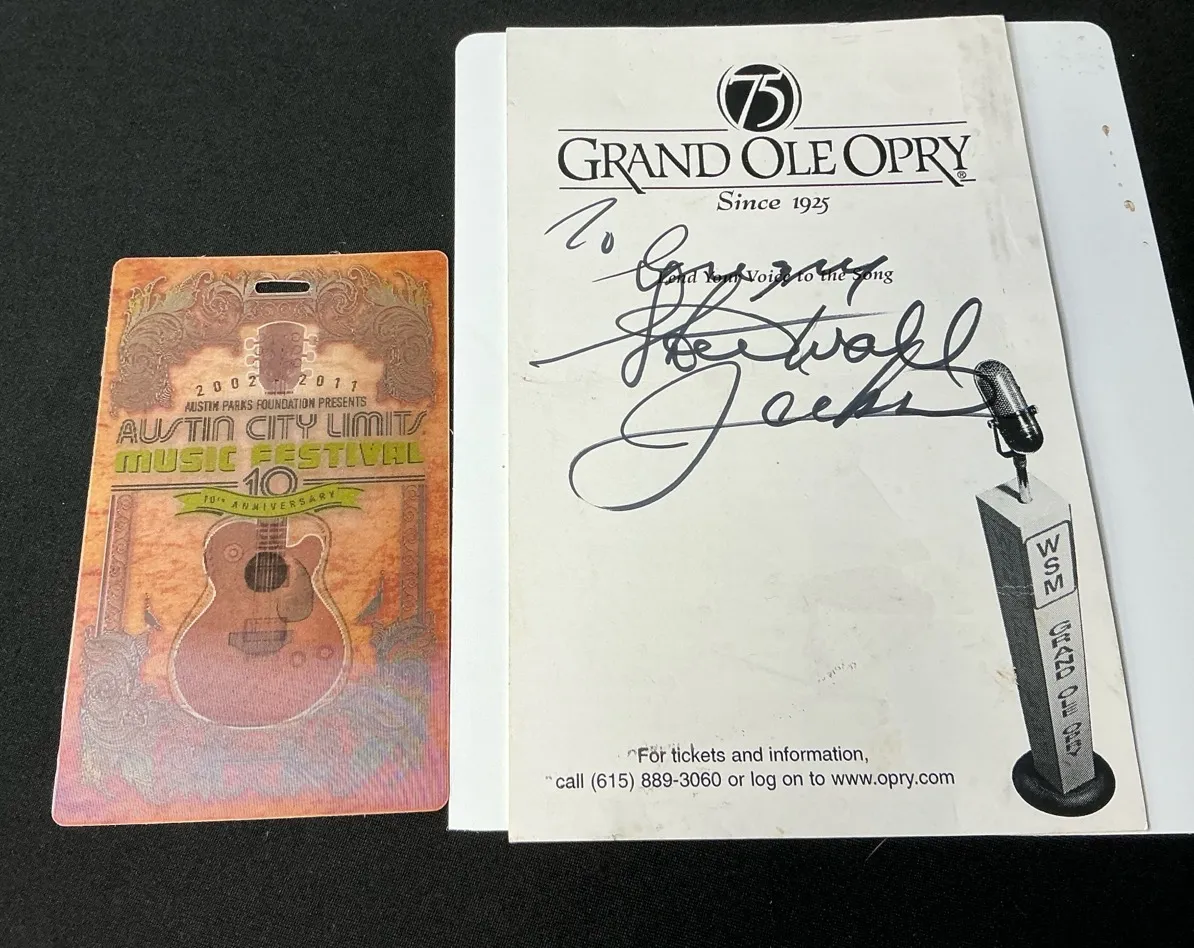 2002 - 2011
AUSTIN PARKS FOUNDATION PRESENTS
AUSTIN CITY LIMITS
MUSIC FESTIVAL
10
10TH ANNIVERSARY
75
GRAND OLE OPRY®
Since 1925
To
Lend Your Voice to the Song
Stonewall
Jackson
WSM
GRAND OLE OPRY
For tickets and information,
call (615) 889-3060 or log on to www.opry.com